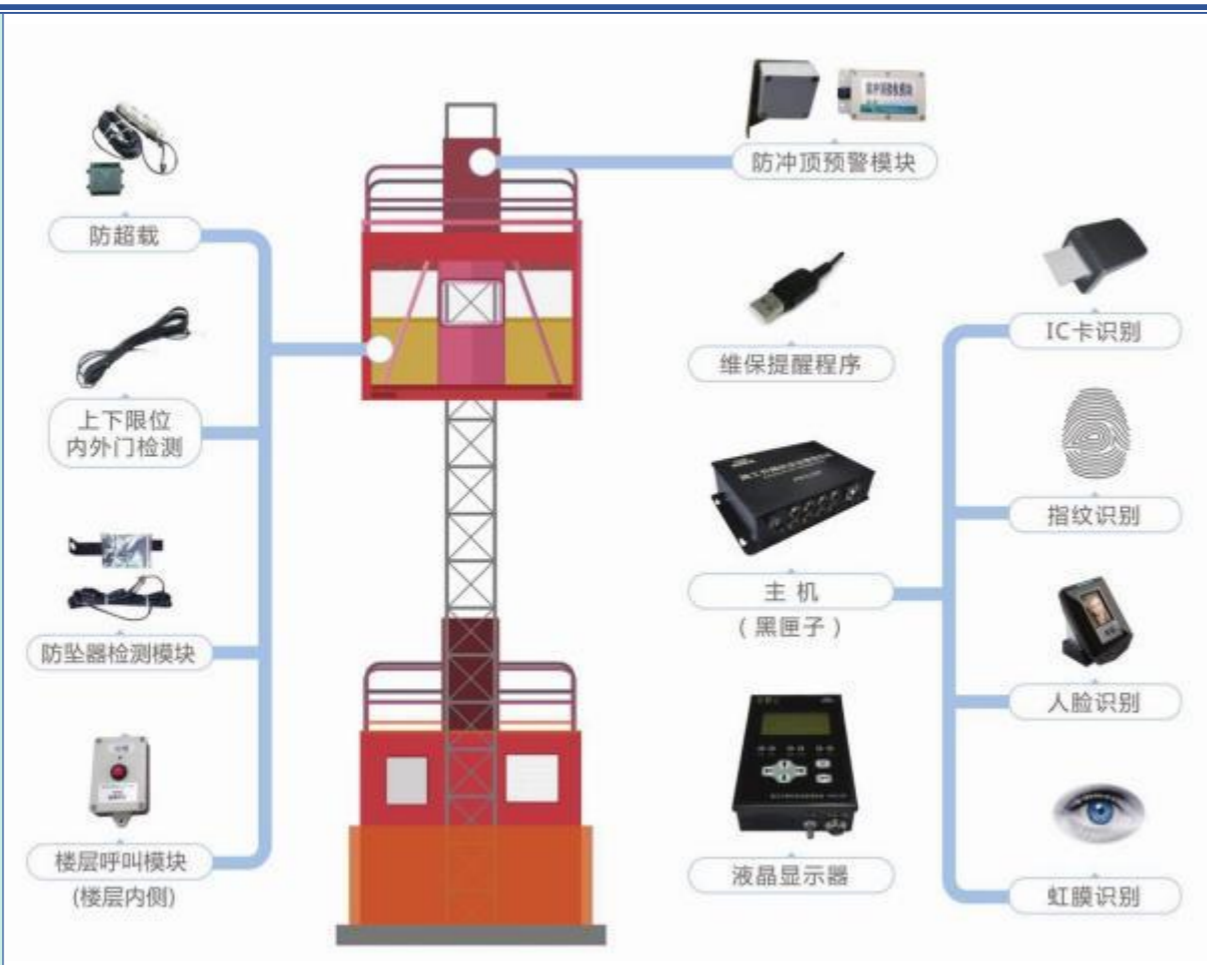 防冲顶预警模块
防超载
IC卡识别
维保提醒程序
上下限位
内外门检测
指纹识别
主 机
(黑匣子)
防坠器检测模块
人脸识别
楼层呼叫模块
(楼层内侧)
液晶显示器
虹膜识别